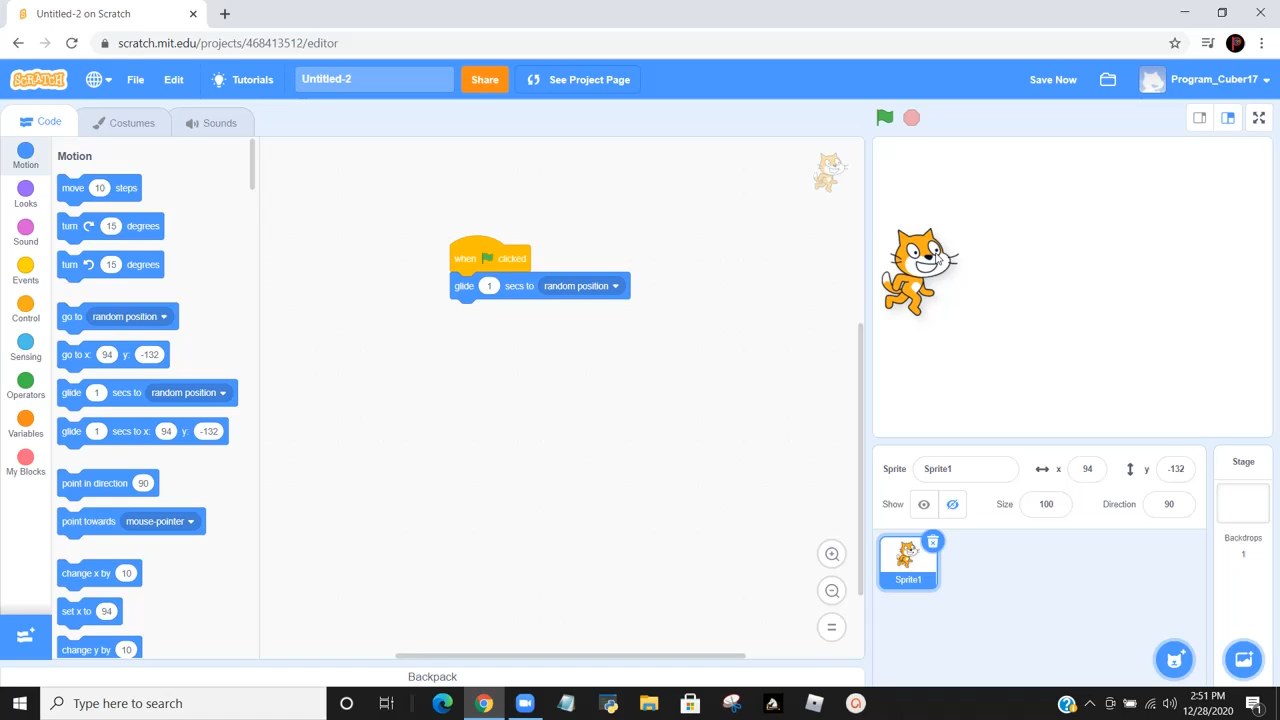 Untitled-2 on Scratch
scratch.mit.edu/projects/468413512/editor
SCRATCH File Edit Tutorials Untitled-2 Share See Project Page Save Now Program_Cuber17
Code Costumes Sounds
Motion
Looks
Sound
Events
Control
Sensing
Operators
Variables
My Blocks
Motion
move 10 steps
turn 15 degrees
turn 15 degrees
go to random position
go to x: 94 y: -132
glide 1 secs to random position
glide 1 secs to x: 94 y: -132
point in direction 90
point towards mouse-pointer
change x by 10
set x to 94
change y by 10
when clicked
glide 1 secs to random position
Sprite Sprite1 x 94 y -132
Show Size 100 Direction 90
Sprite1
Stage
Backdrops
1
Backpack
Type here to search
2:51 PM
12/28/2020
1